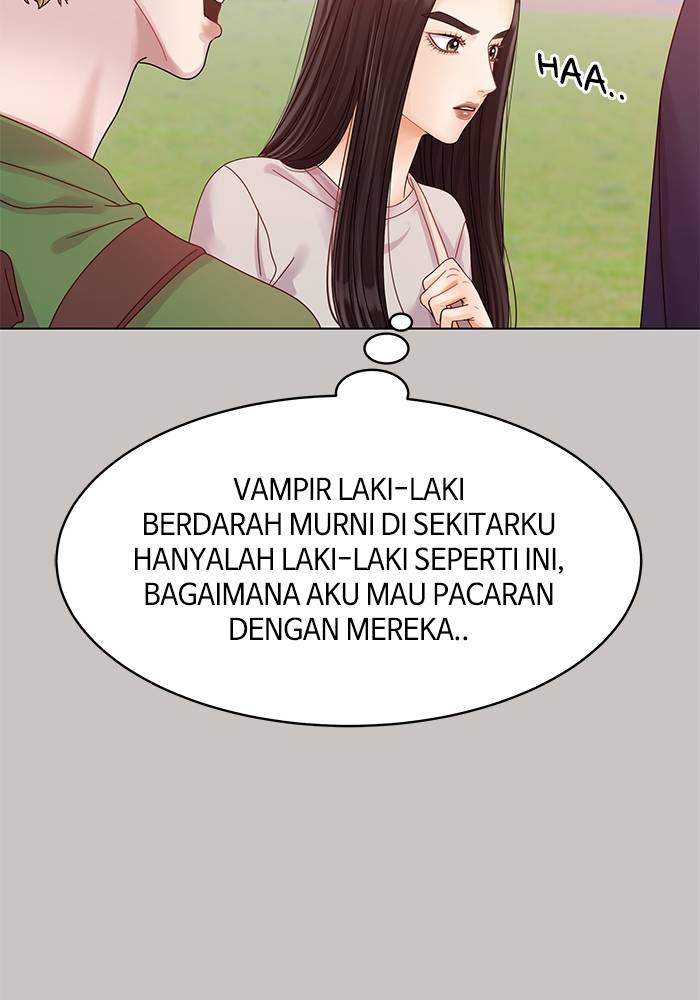 HAA..
VAMPIR LAKI-LAKI
BERDARAH MURNI DI SEKITARKU
HANYALAH LAKI-LAKI SEPERTI INI,
BAGAIMANA AKU MAU PACARAN
DENGAN MEREKA..